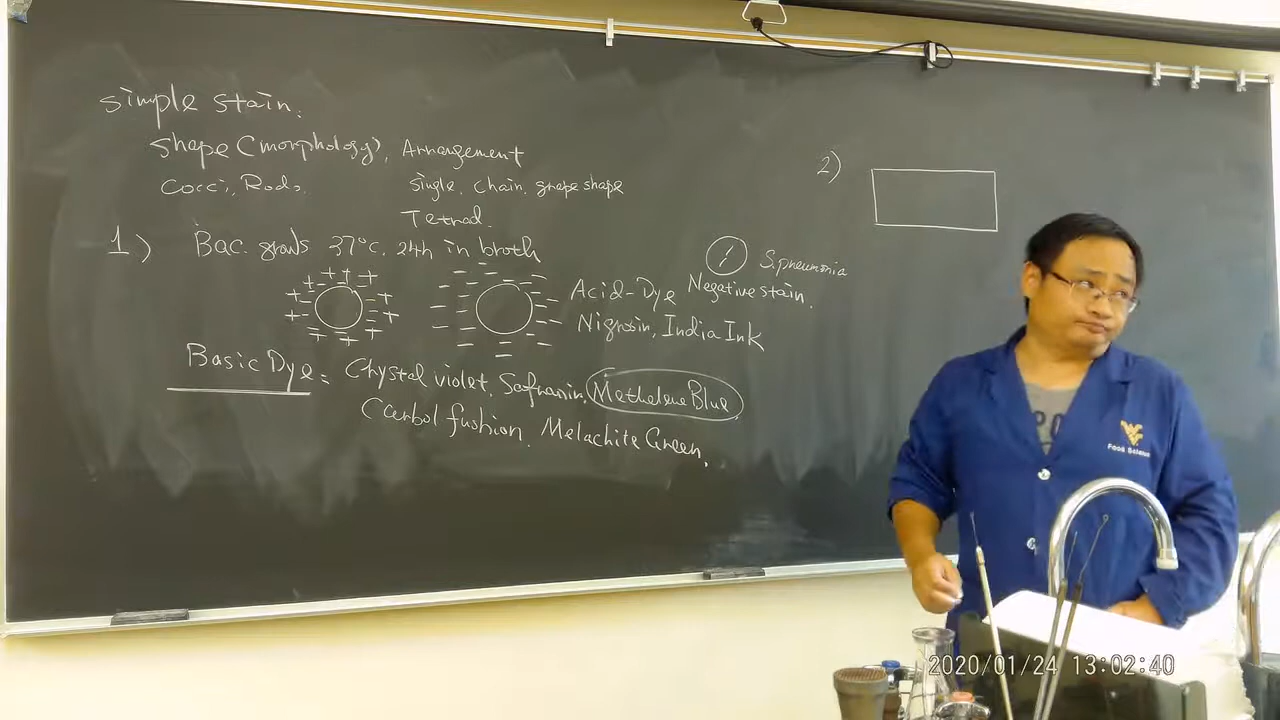 simple stain.
shape (morphology), Arrangement
Cocci, Rods.
single. chain. grape shape
Tetrad.
1) Bac. grows 37°C. 24h in broth
Acid-Dye Negative stain.
Nigrosin, India Ink
S.pneumonia
Basic Dye: Chystal violet. Safranin. Methelene Blue.
Carbol fushion. Melachite Green.
2)
Food Science
2020/01/24 13:02:40